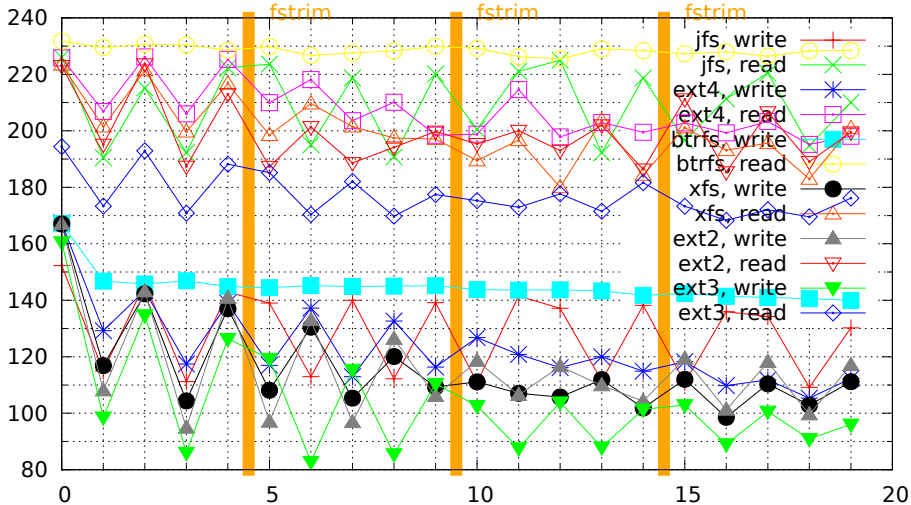 fstrim fstrim fstrim
240
220
200
180
160
140
120
100
80
jfs, write
jfs, read
ext4, write
ext4, read
btrfs, write
btrfs, read
xfs, write
xfs, read
ext2, write
ext2, read
ext3, write
ext3, read
0 5 10 15 20